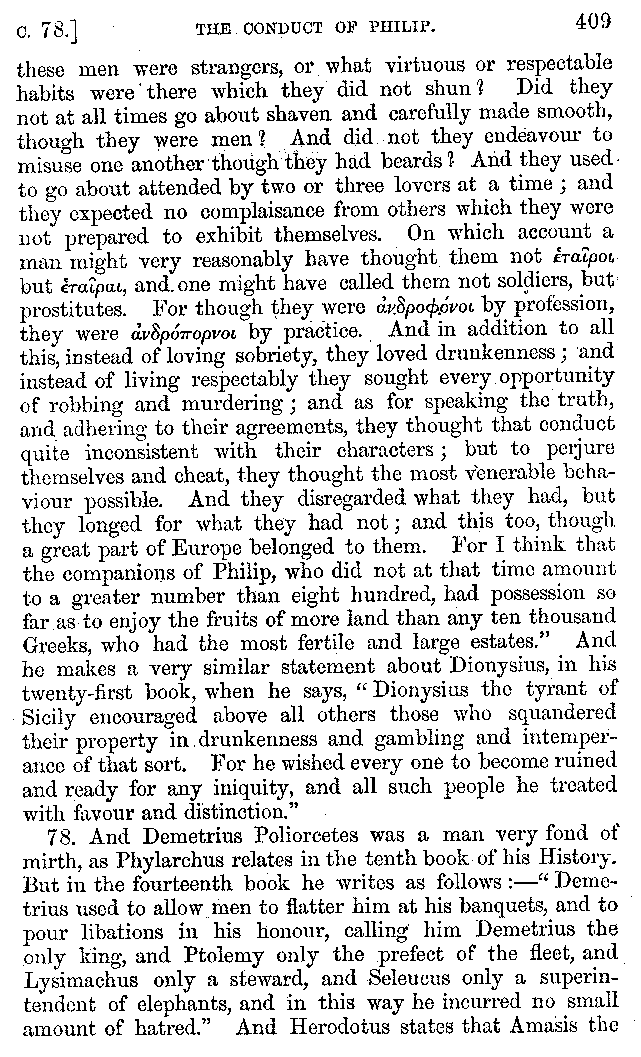 C. 78.] THE CONDUCT OF PHILIP. 409
these men were strangers, or what virtuous or respectable
habits were there which they did not shun? Did they
not at all times go about shaven and carefully made smooth,
though they were men? And did not they endeavour to
misuse one another though they had beards? And they used
to go about attended by two or three lovers at a time; and
they expected no complaisance from others which they were
not prepared to exhibit themselves. On which account a
man might very reasonably have thought them not ἑταῖροι
but ἑταῖραι, and one might have called them not soldiers, but
prostitutes. For though they were ἀνδροφόνοι by profession,
they were ἀνδρόπορνοι by practice. And in addition to all
this, instead of loving sobriety, they loved drunkenness; and
instead of living respectably they sought every opportunity
of robbing and murdering; and as for speaking the truth,
and adhering to their agreements, they thought that conduct
quite inconsistent with their characters; but to perjure
themselves and cheat, they thought the most venerable beha-
viour possible. And they disregarded what they had, but
they longed for what they had not; and this too, though
a great part of Europe belonged to them. For I think that
the companions of Philip, who did not at that time amount
to a greater number than eight hundred, had possession so
far as to enjoy the fruits of more land than any ten thousand
Greeks, who had the most fertile and large estates." And
he makes a very similar statement about Dionysius, in his
twenty-first book, when he says, "Dionysius the tyrant of
Sicily encouraged above all others those who squandered
their property in drunkenness and gambling and intemper-
ance of that sort. For he wished every one to become ruined
and ready for any iniquity, and all such people he treated
with favour and distinction."
78. And Demetrius Poliorcetes was a man very fond of
mirth, as Phylarchus relates in the tenth book of his History.
But in the fourteenth book he writes as follows:—"Deme-
trius used to allow men to flatter him at his banquets, and to
pour libations in his honour, calling him Demetrius the
only king, and Ptolemy only the prefect of the fleet, and
Lysimachus only a steward, and Seleucus only a superin-
tendent of elephants, and in this way he incurred no small
amount of hatred." And Herodotus states that Amasis the